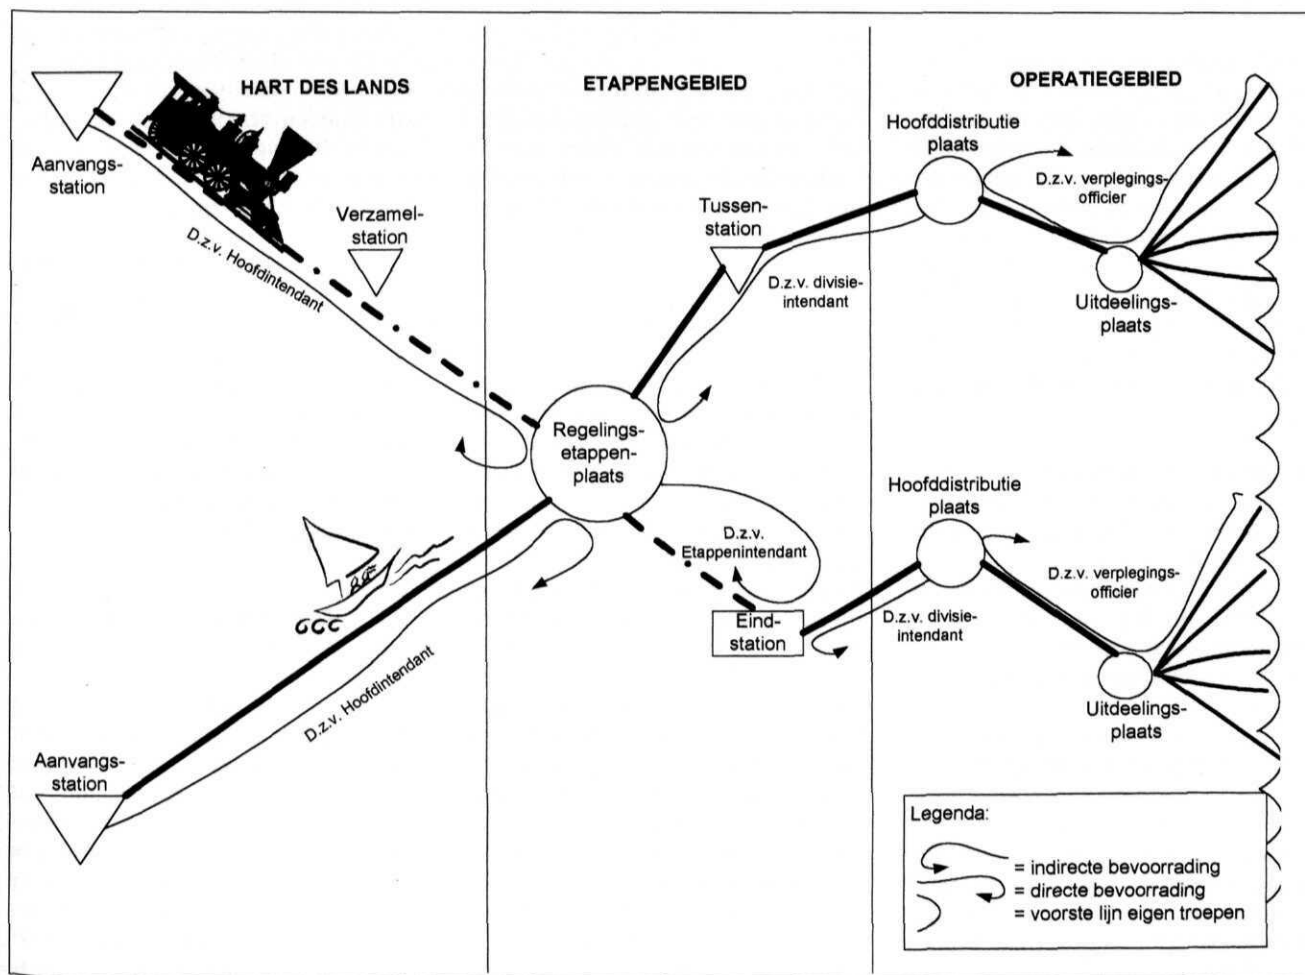 HART DES LANDS
ETAPPENGEBIED
OPERATIEGEBIED
Aanvangs-
station
Verzamel-
station
D.z.v. Hoofdintendant
Tussen-
station
D.z.v. divisie-
intendant
Hoofddistributie
plaats
D.z.v. verplegings-
officier
Uitdeelings-
plaats
Regelings-
etappen-
plaats
D.z.v.
Etappenintendant
Eind-
station
Hoofddistributie
plaats
D.z.v. divisie-
intendant
D.z.v. verplegings-
officier
Uitdeelings-
plaats
D.z.v. Hoofdintendant
Aanvangs-
station
Legenda:
= indirecte bevoorrading
= directe bevoorrading
= voorste lijn eigen troepen